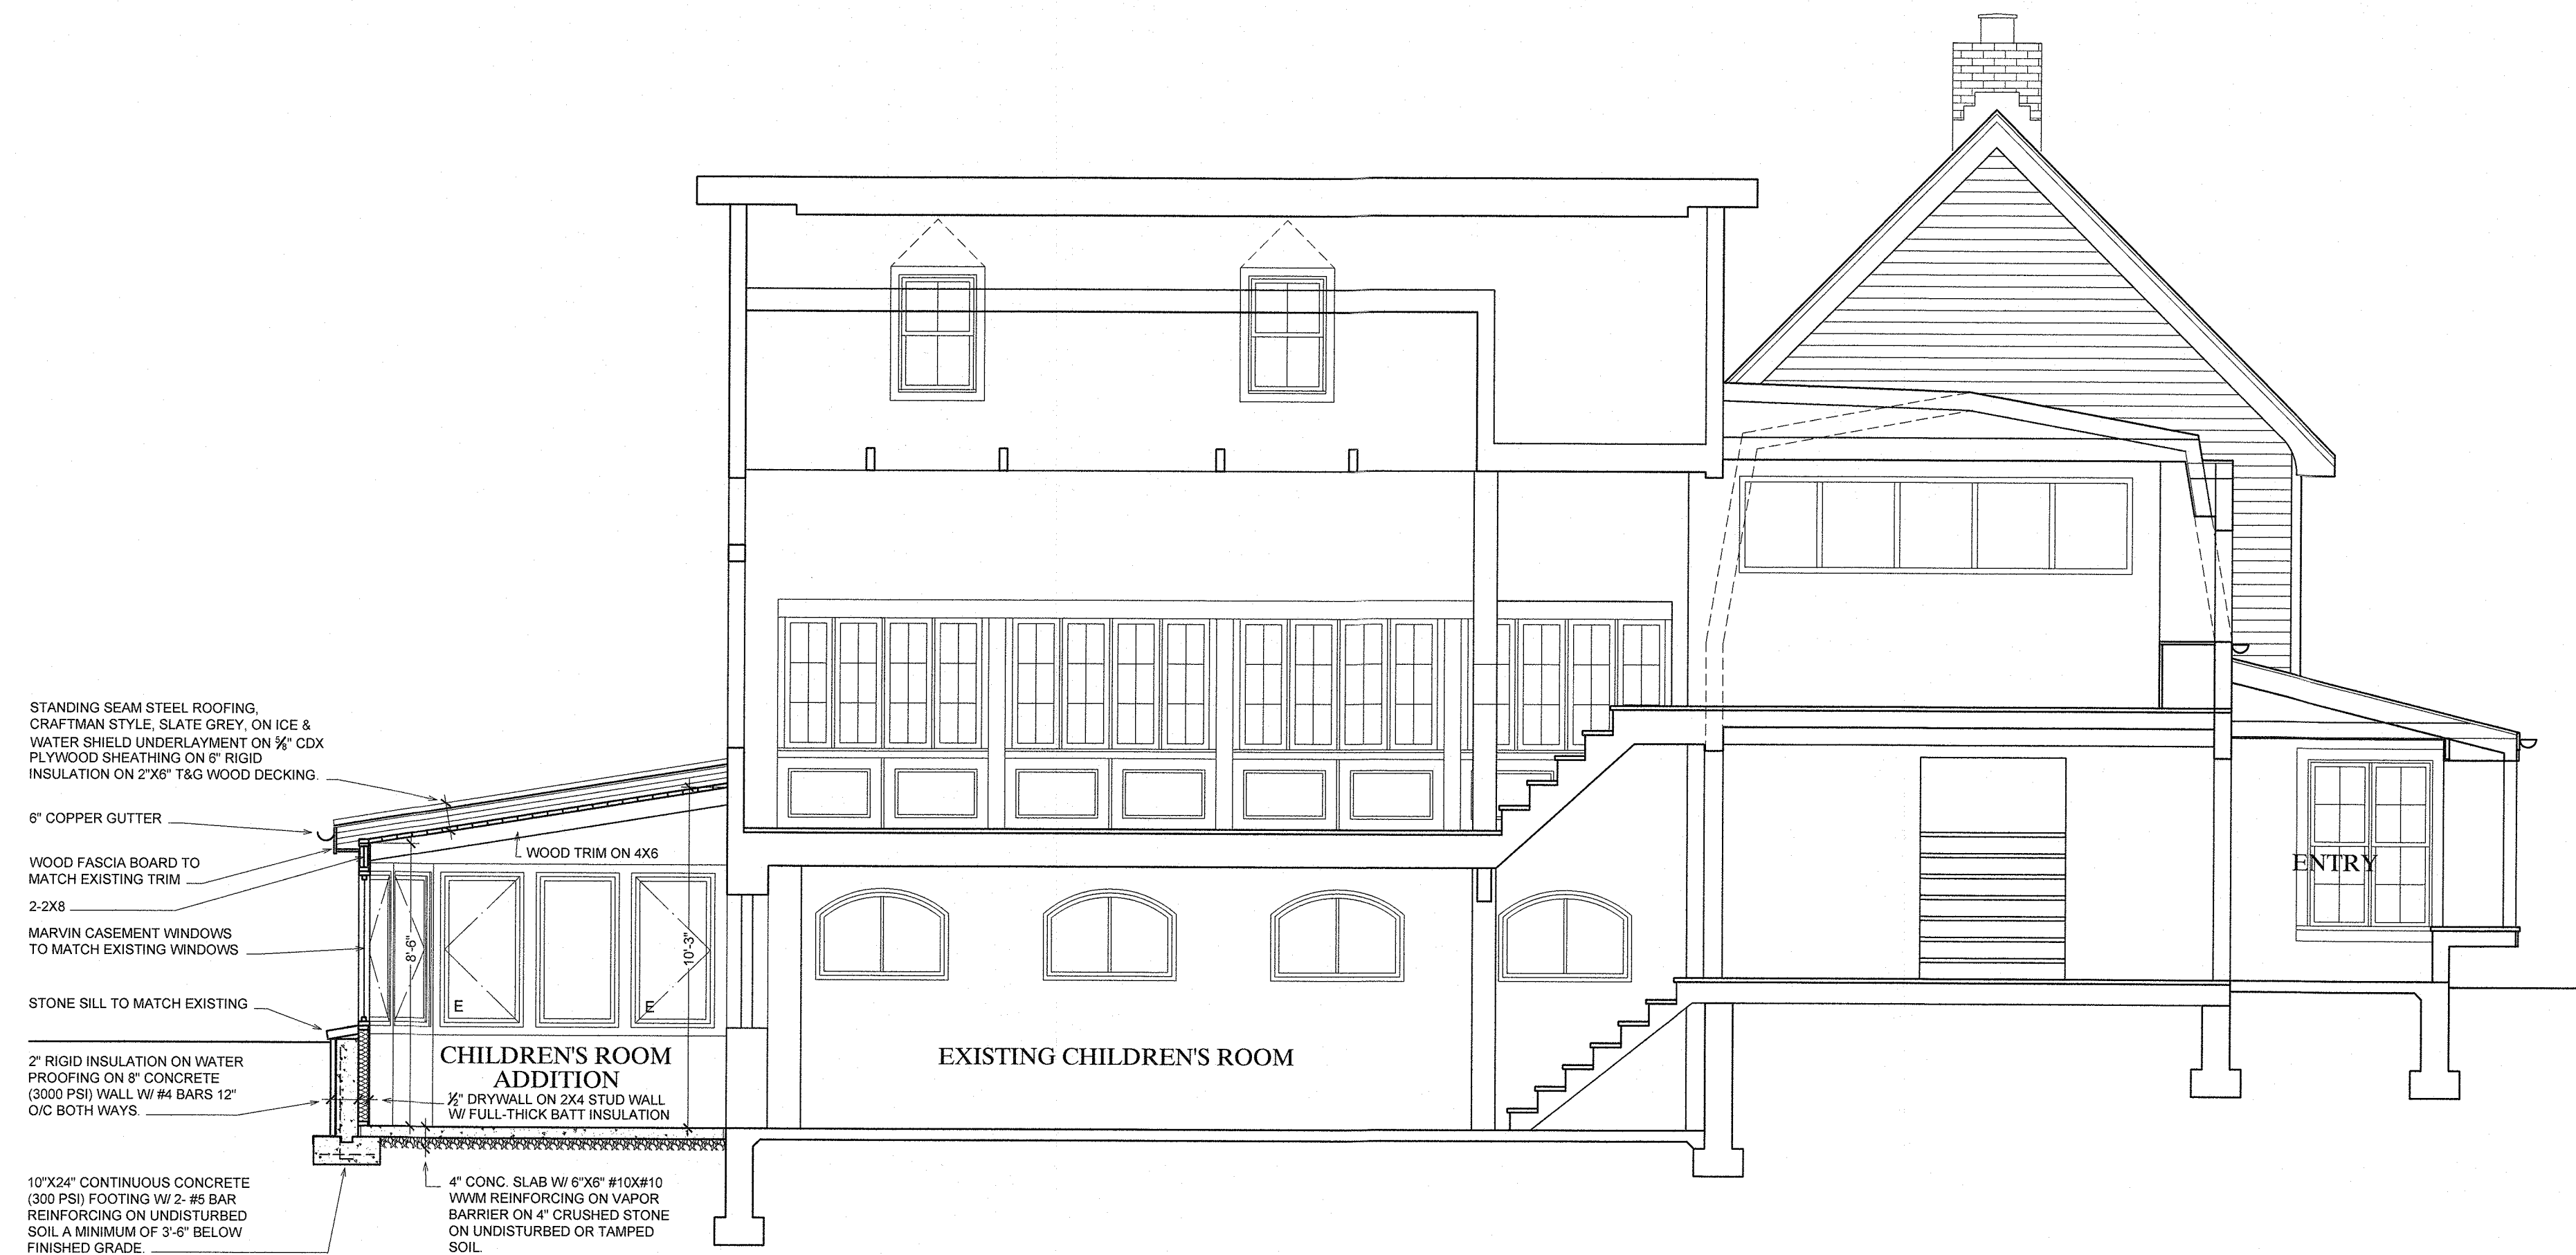 STANDING SEAM STEEL ROOFING,
CRAFTMAN STYLE, SLATE GREY, ON ICE &
WATER SHIELD UNDERLAYMENT ON ⅝" CDX
PLYWOOD SHEATHING ON 6" RIGID
INSULATION ON 2"X6" T&G WOOD DECKING.
6" COPPER GUTTER
WOOD FASCIA BOARD TO
MATCH EXISTING TRIM
2-2X8
MARVIN CASEMENT WINDOWS
TO MATCH EXISTING WINDOWS
STONE SILL TO MATCH EXISTING
2" RIGID INSULATION ON WATER
PROOFING ON 8" CONCRETE
(3000 PSI) WALL W/ #4 BARS 12"
O/C BOTH WAYS.
10"X24" CONTINUOUS CONCRETE
(300 PSI) FOOTING W/ 2- #5 BAR
REINFORCING ON UNDISTURBED
SOIL A MINIMUM OF 3'-6" BELOW
FINISHED GRADE.
WOOD TRIM ON 4X6
8'-6"
10'-3"
E
E
CHILDREN'S ROOM
ADDITION
½" DRYWALL ON 2X4 STUD WALL
W/ FULL-THICK BATT INSULATION
4" CONC. SLAB W/ 6"X6" #10X#10
WWM REINFORCING ON VAPOR
BARRIER ON 4" CRUSHED STONE
ON UNDISTURBED OR TAMPED
SOIL.
EXISTING CHILDREN'S ROOM
ENTRY